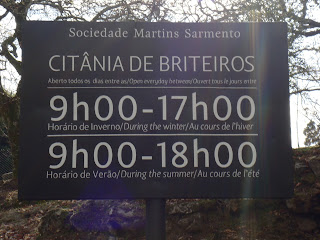 Sociedade Martins Sarmento
CITÂNIA DE BRITEIROS
Aberto todos os dias entre as/Open everyday between/Ouvert tous le jours entre
9h00-17h00
Horário de Inverno/During the winter/Au cours de l'hiver
9h00-18h00
Horário de Verão/During the summer/Au cours de l'été